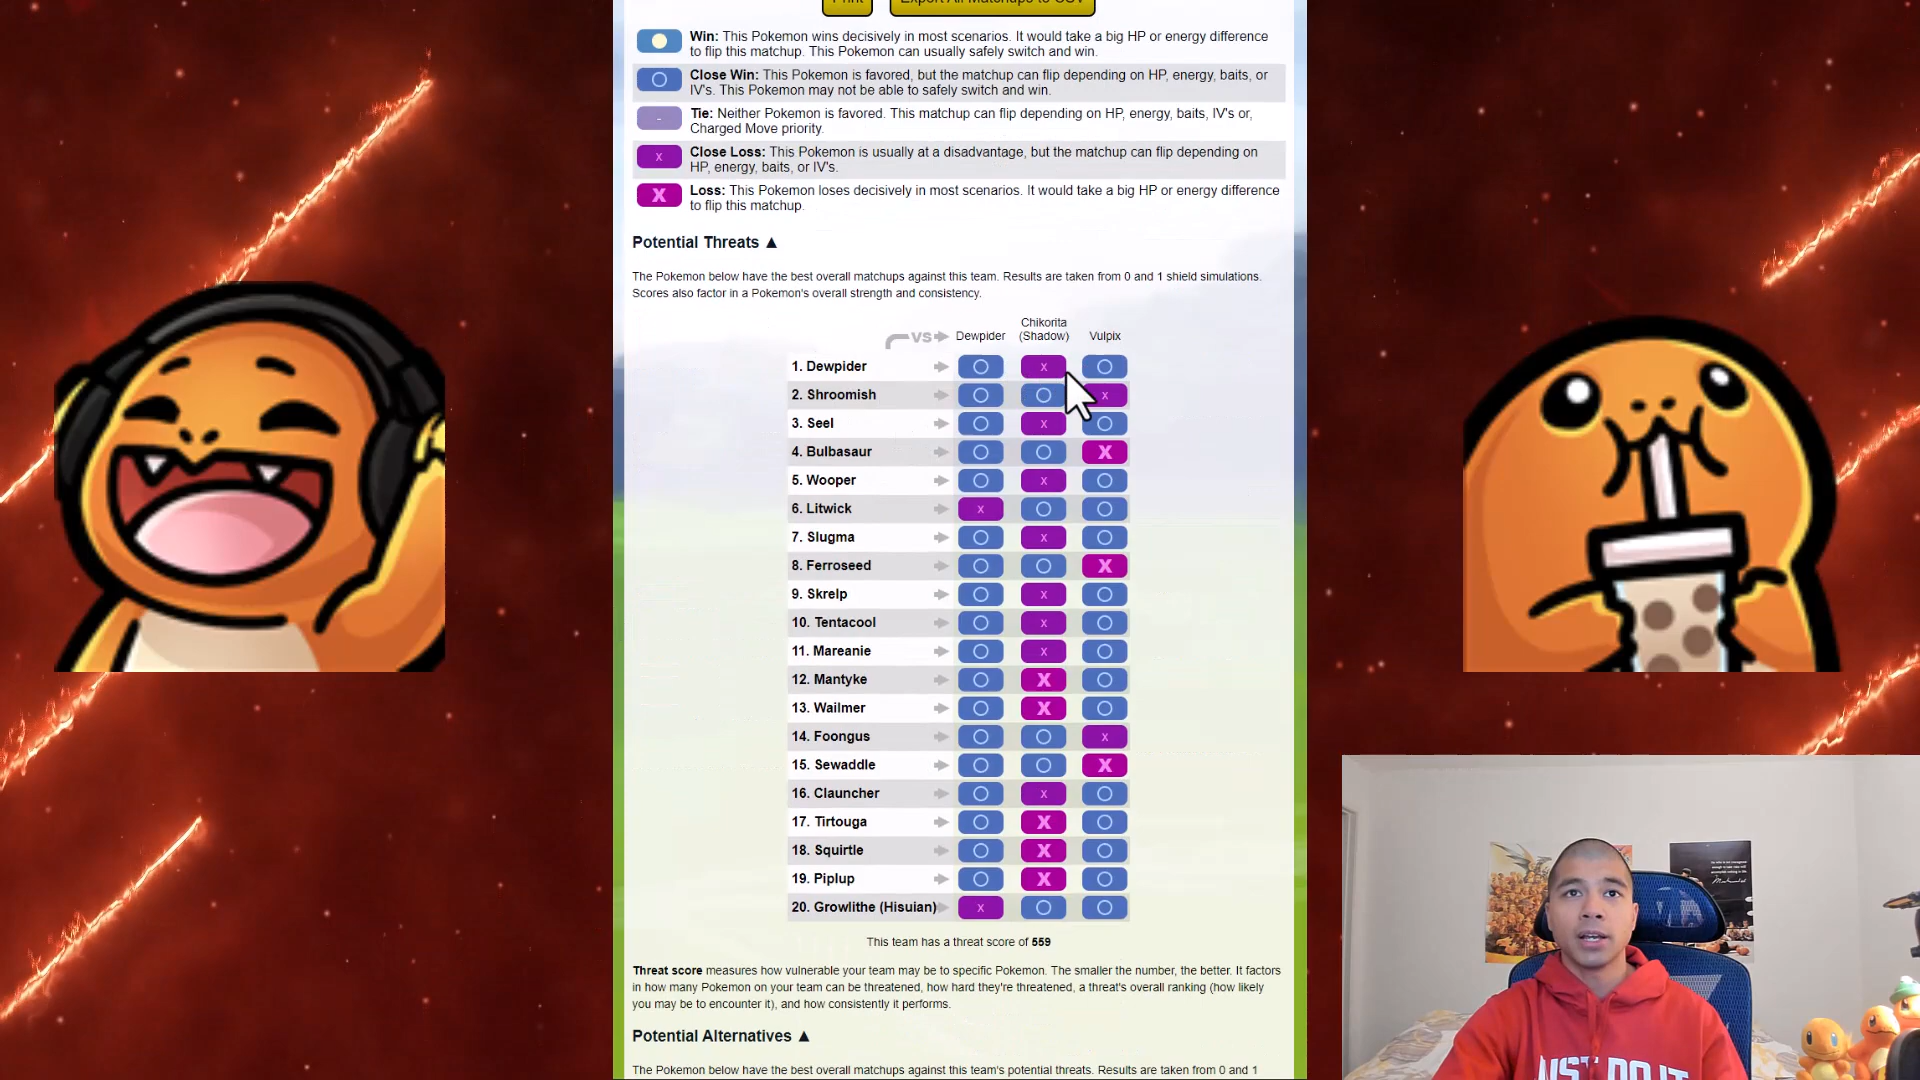 Print
Export All Matchups to CSV
Win: This Pokemon wins decisively in most scenarios. It would take a big HP or energy difference
to flip this matchup. This Pokemon can usually safely switch and win.
Close Win: This Pokemon is favored, but the matchup can flip depending on HP, energy, baits, or
IV's. This Pokemon may not be able to safely switch and win.
- Tie: Neither Pokemon is favored. This matchup can flip depending on HP, energy, baits, IV's or,
Charged Move priority.
x Close Loss: This Pokemon is usually at a disadvantage, but the matchup can flip depending on
HP, energy, baits, or IV's.
X Loss: This Pokemon loses decisively in most scenarios. It would take a big HP or energy difference
to flip this matchup.
Potential Threats ▲
The Pokemon below have the best overall matchups against this team. Results are taken from 0 and 1 shield simulations.
Scores also factor in a Pokemon's overall strength and consistency.
VS Dewpider Chikorita (Shadow) Vulpix
1. Dewpider x
2. Shroomish x
3. Seel x
4. Bulbasaur X
5. Wooper x
6. Litwick x
7. Slugma x
8. Ferroseed X
9. Skrelp x
10. Tentacool x
11. Mareanie x
12. Mantyke X
13. Wailmer X
14. Foongus x
15. Sewaddle X
16. Clauncher x
17. Tirtouga X
18. Squirtle X
19. Piplup X
20. Growlithe (Hisuian) x
This team has a threat score of 559
Threat score measures how vulnerable your team may be to specific Pokemon. The smaller the number, the better. It factors
in how many Pokemon on your team can be threatened, how hard they're threatened, a threat's overall ranking (how likely
you may be to encounter it), and how consistently it performs.
Potential Alternatives ▲
The Pokemon below have the best overall matchups against this team's potential threats. Results are taken from 0 and 1
JUST DO IT